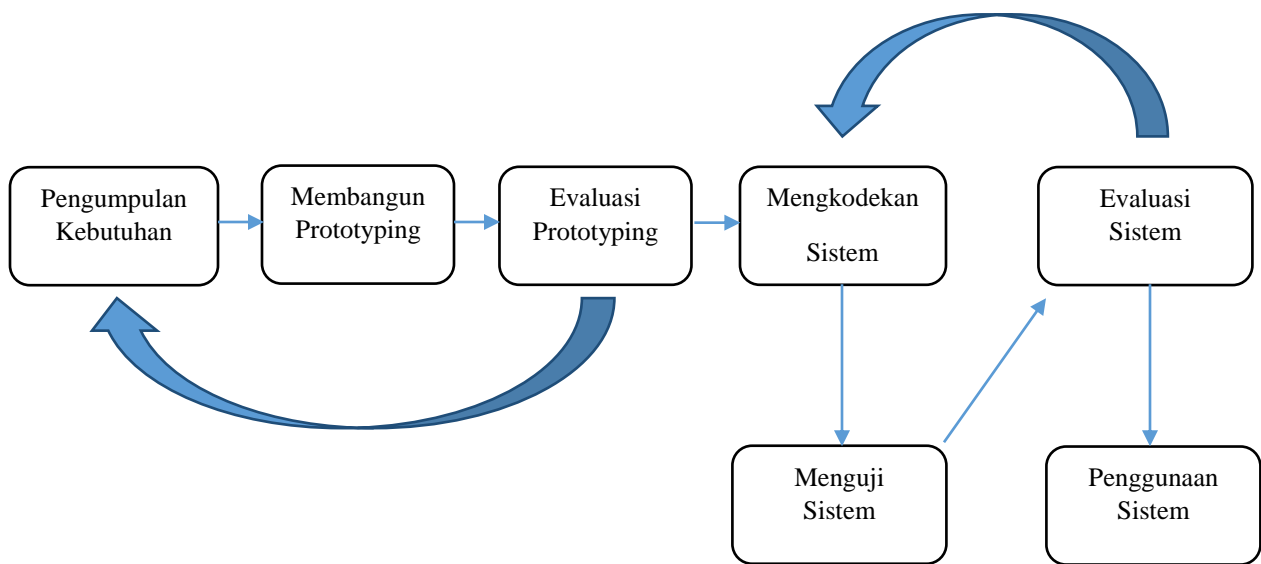 Pengumpulan
Kebutuhan
Membangun
Prototyping
Evaluasi
Prototyping
Mengkodekan
Sistem
Evaluasi
Sistem
Menguji
Sistem
Penggunaan
Sistem